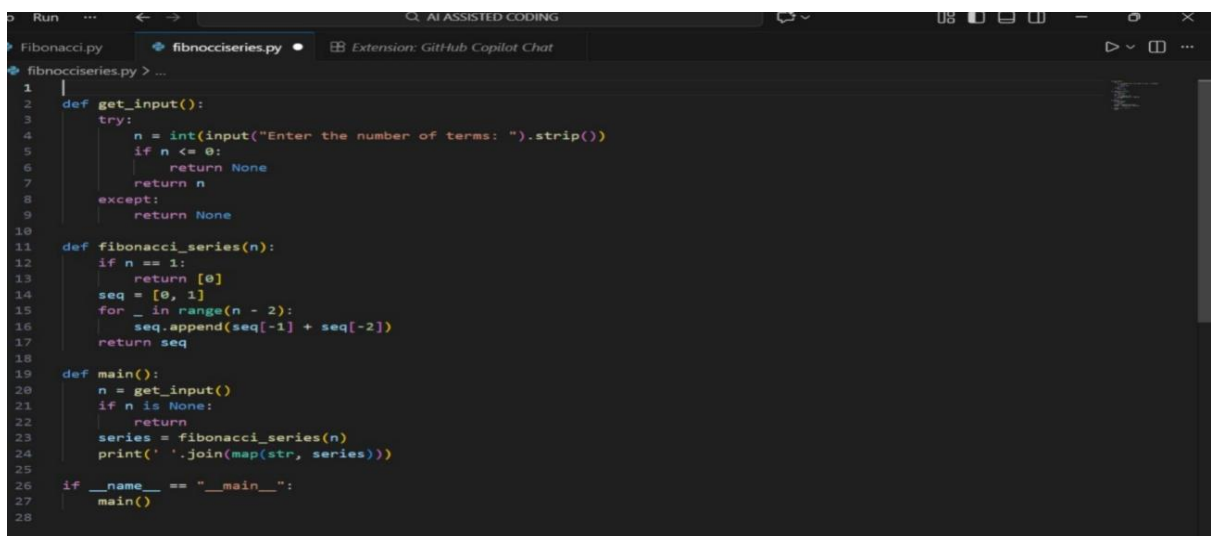 Run ... ← → AI ASSISTED CODING
Fibonacci.py fibnocciseries.py ● Extension: GitHub Copilot Chat
fibnocciseries.py > ...
1
2 def get_input():
3     try:
4         n = int(input("Enter the number of terms: ").strip())
5         if n <= 0:
6             return None
7         return n
8     except:
9         return None
10
11 def fibonacci_series(n):
12     if n == 1:
13         return [0]
14     seq = [0, 1]
15     for _ in range(n - 2):
16         seq.append(seq[-1] + seq[-2])
17     return seq
18
19 def main():
20     n = get_input()
21     if n is None:
22         return
23     series = fibonacci_series(n)
24     print(' '.join(map(str, series)))
25
26 if __name__ == "__main__":
27     main()
28